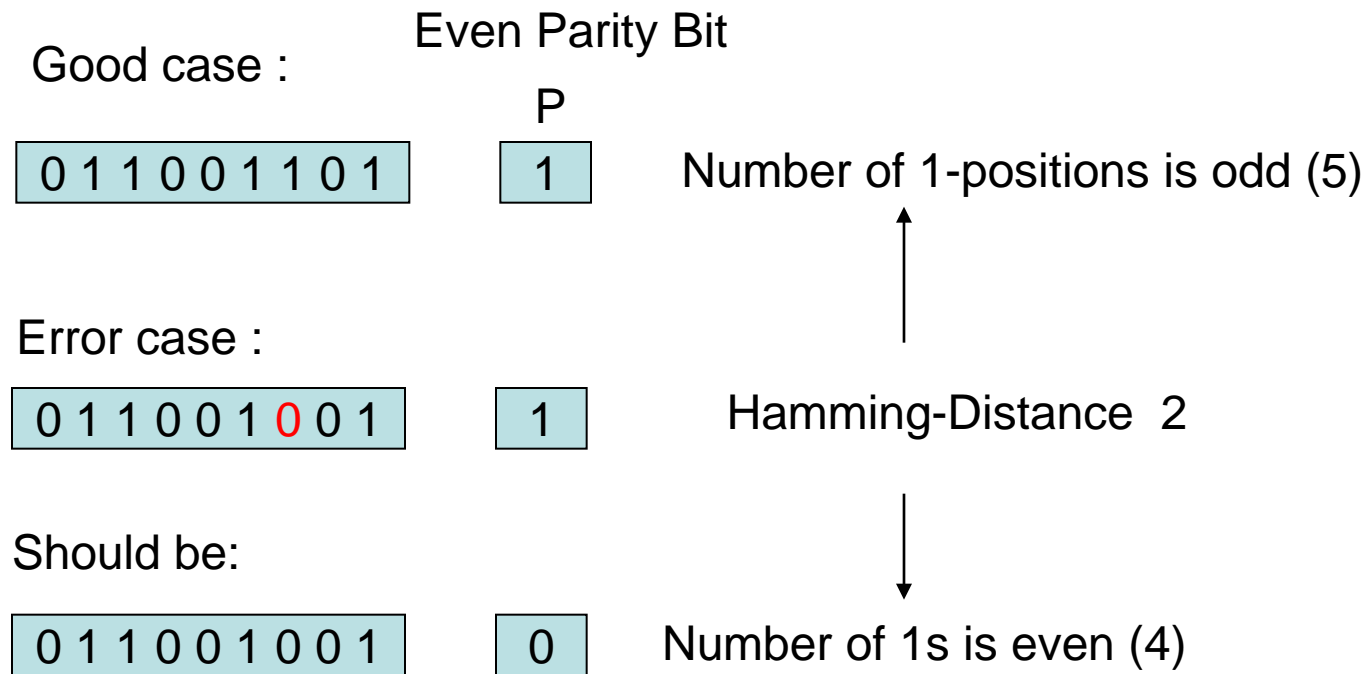 Even Parity Bit
Good case :
P
0 1 1 0 0 1 1 0 1 1 Number of 1-positions is odd (5)
Error case :
0 1 1 0 0 1 0 0 1 1 Hamming-Distance 2
Should be:
0 1 1 0 0 1 0 0 1 0 Number of 1s is even (4)